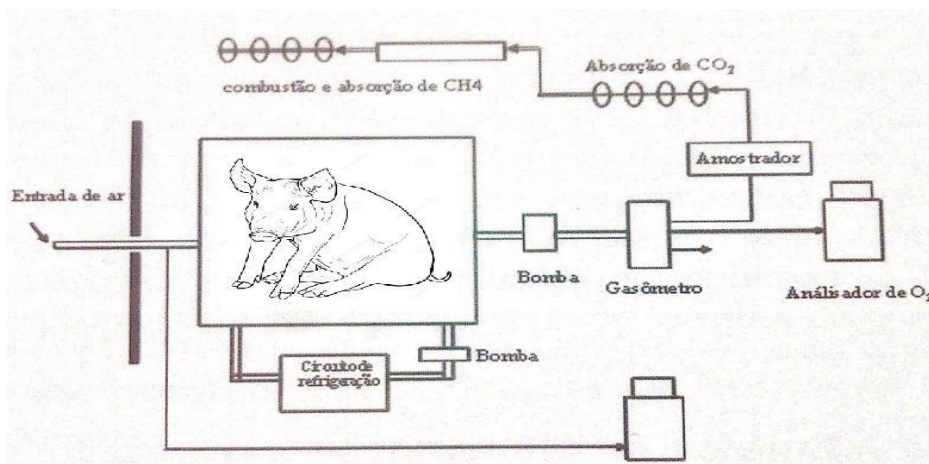 combustão e absorção de CH4
Absorção de CO₂
Amostrador
Entrada de ar
Bomba
Gasômetro
Análisador de O₂
Bomba
Circuito de
refrigeração